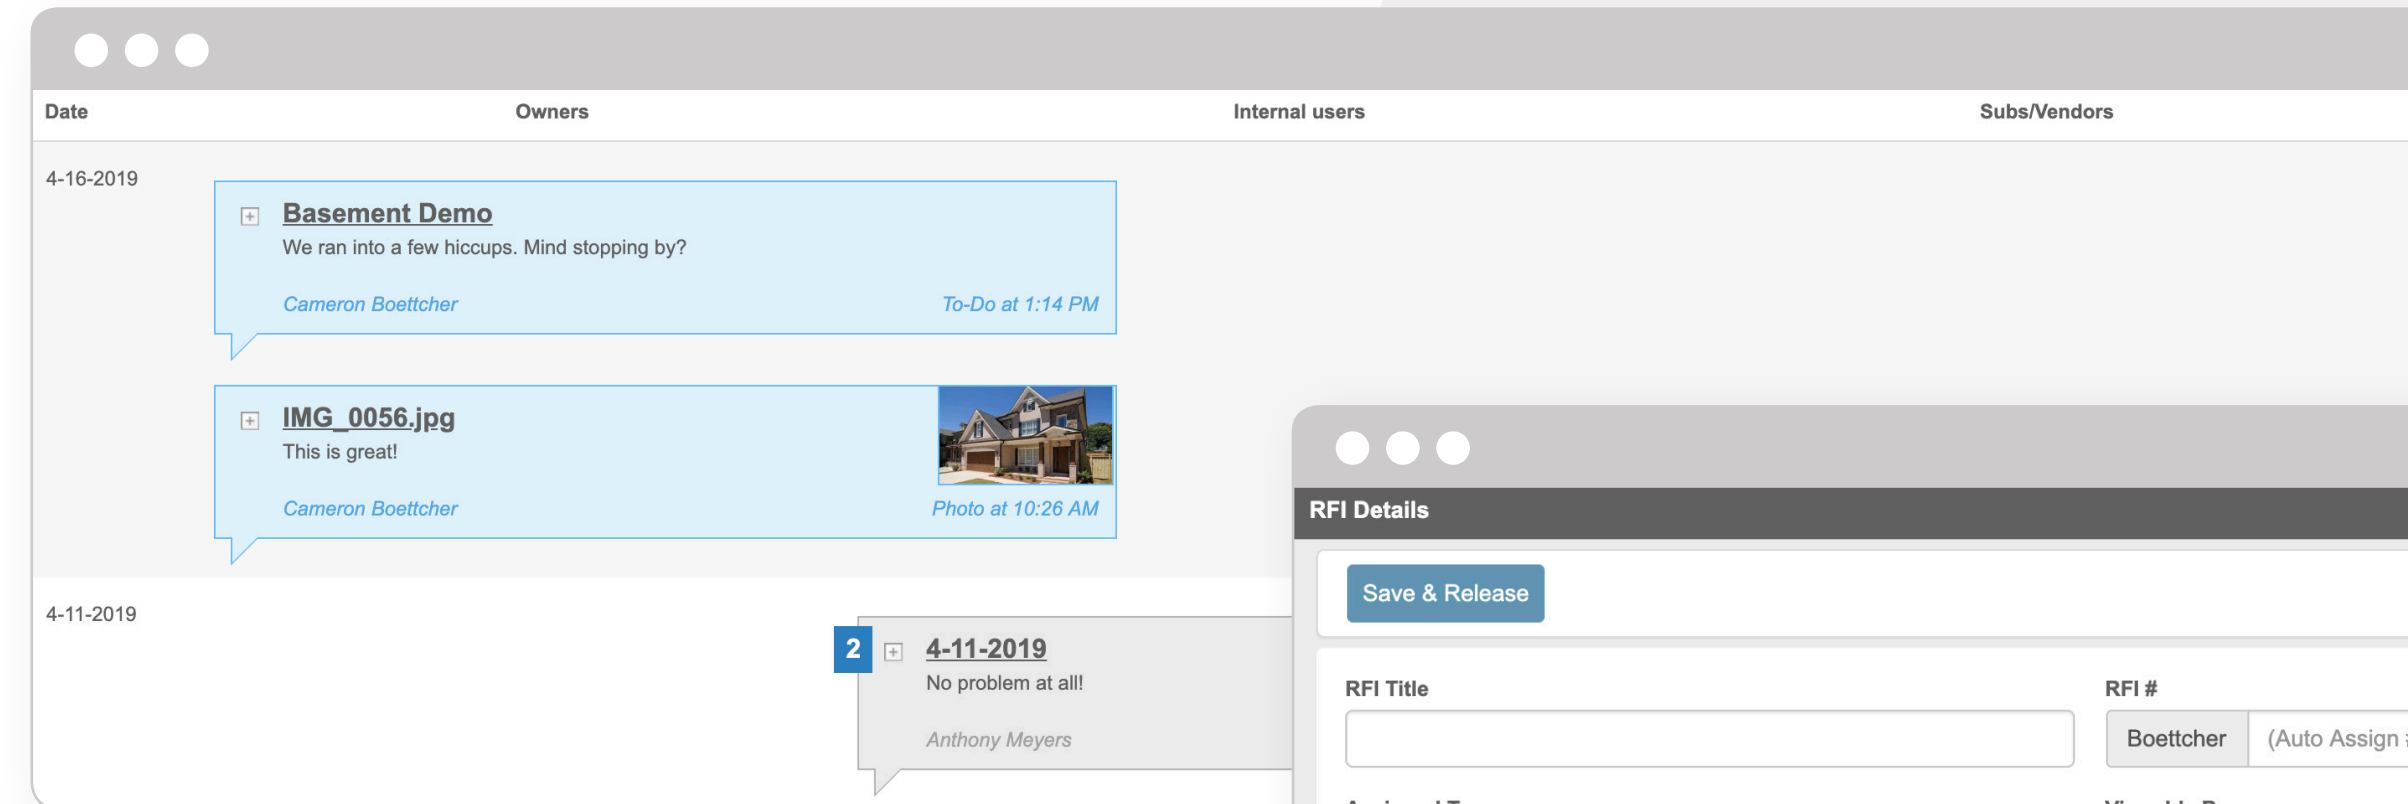 Date Owners Internal users Subs/Vendors
4-16-2019
Basement Demo
We ran into a few hiccups. Mind stopping by?
Cameron Boettcher To-Do at 1:14 PM
IMG_0056.jpg
This is great!
Cameron Boettcher Photo at 10:26 AM
4-11-2019
2 4-11-2019
No problem at all!
Anthony Meyers
RFI Details
Save & Release
RFI Title RFI #
Boettcher (Auto Assign